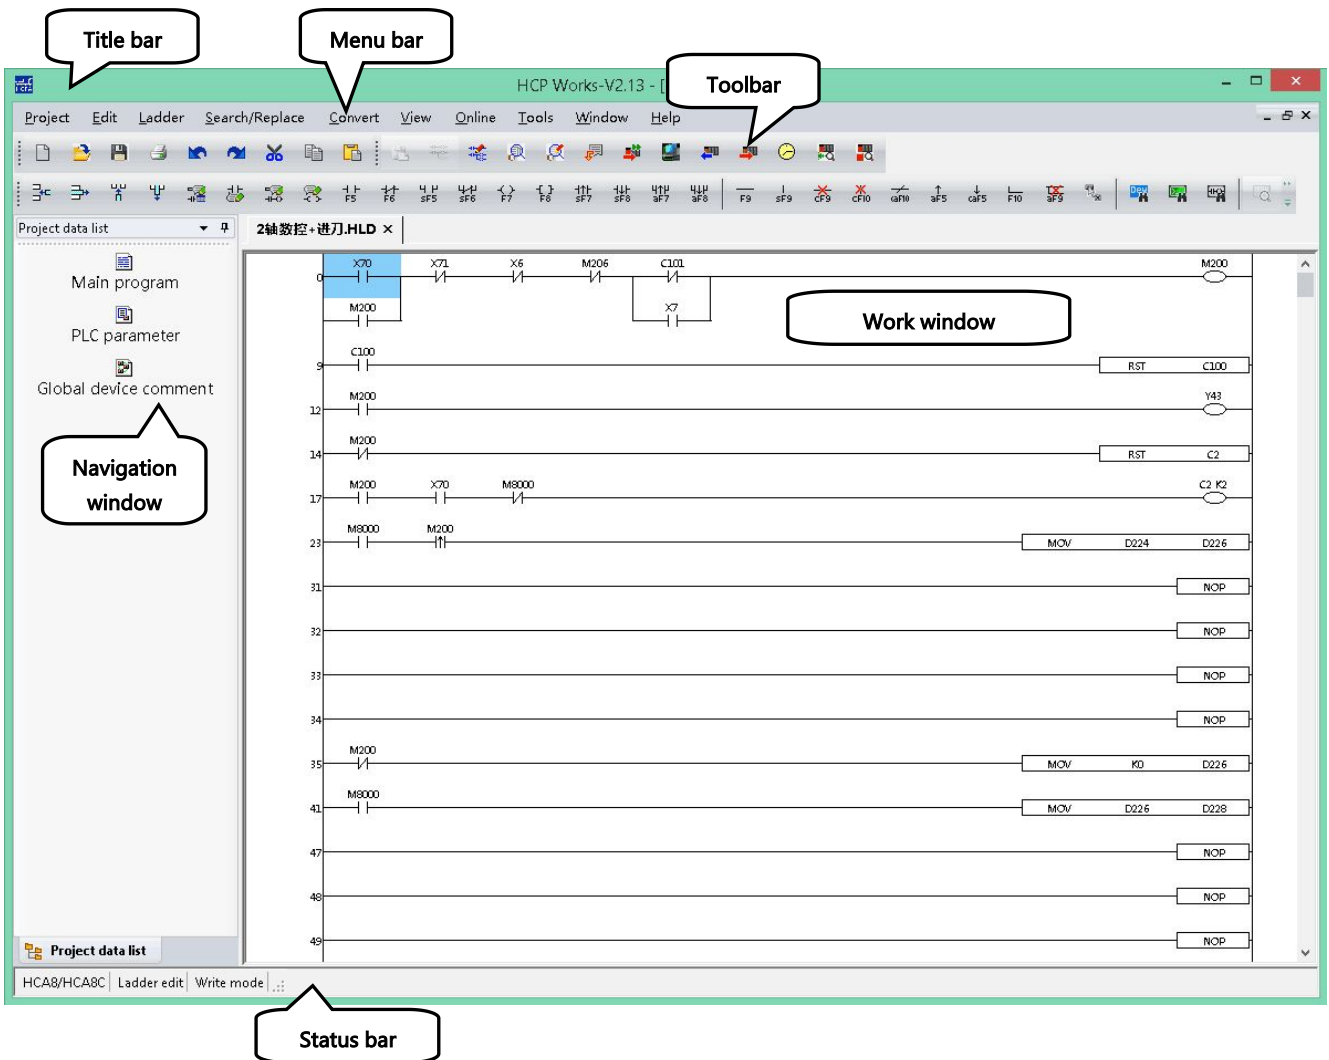 Title bar
Menu bar
HCP Works-V2.13 - [
Toolbar
Project Edit Ladder Search/Replace Convert View Online Tools Window Help
F5 F6 sF5 sF6 F7 F8 sF7 sF8 aF7 aF8 F9 sF9 cF9 cF10 caF10 aF5 caF5 F10 aF9 Dev
Project data list
2轴数控+进刀.HLD ×
Main program
PLC parameter
Global device comment
Navigation
window
X70 X71 X6 M206 C101 M200
0
M200 X7
Work window
C100
9 RST C100
M200 Y43
12
M200
14 RST C2
M200 X70 M8000 C2 K2
17
M8000 M200
23 MOV D224 D226
31 NOP
32 NOP
33 NOP
34 NOP
M200
35 MOV K0 D226
M8000
41 MOV D226 D228
47 NOP
48 NOP
49 NOP
Project data list
HCA8/HCA8C Ladder edit Write mode
Status bar